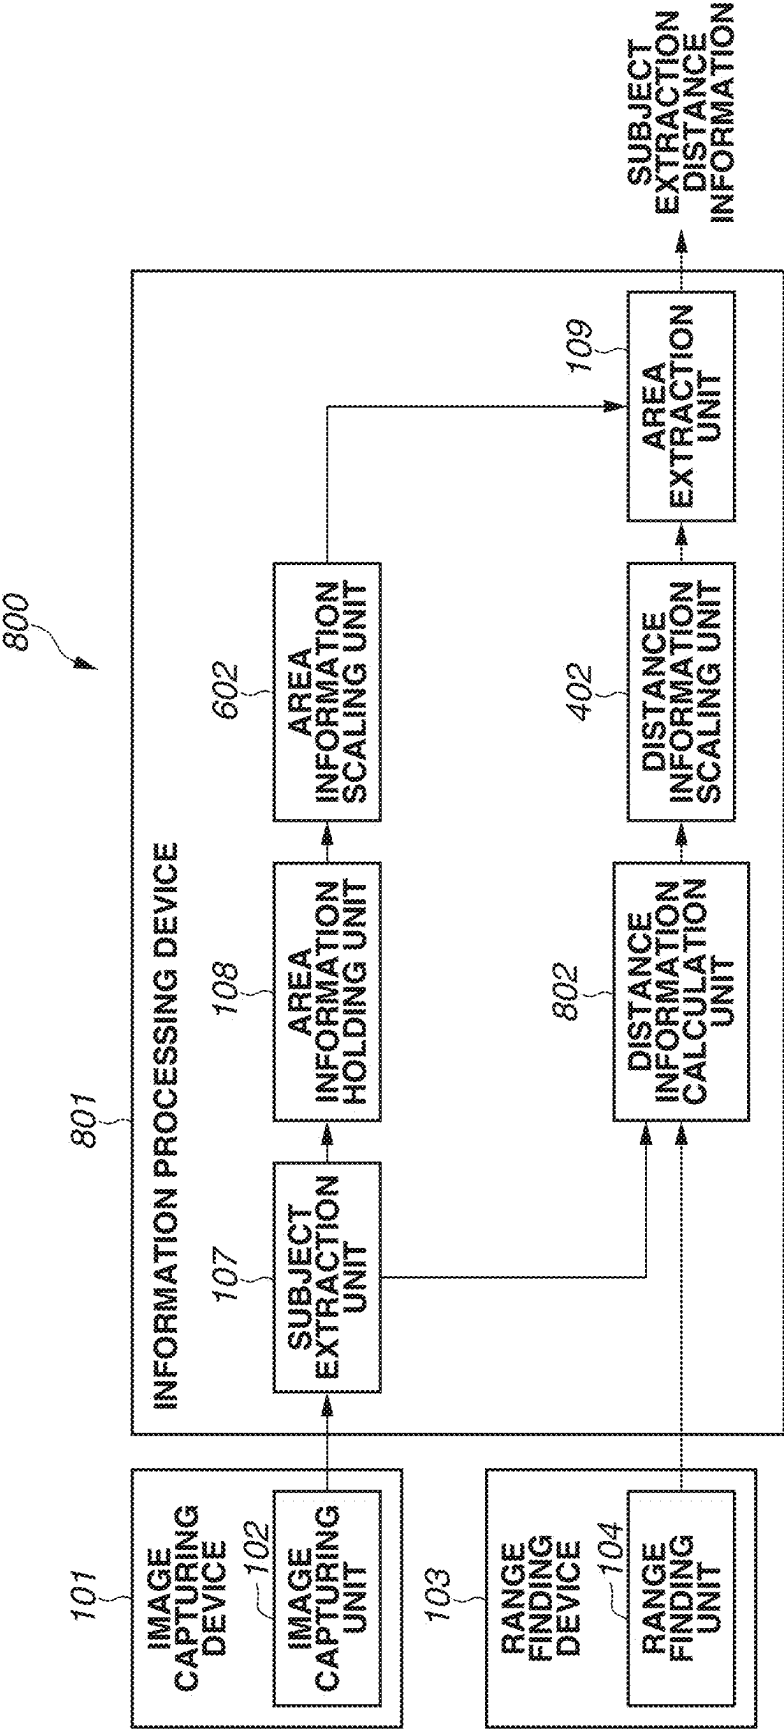 800
801
INFORMATION PROCESSING DEVICE
101
IMAGE
CAPTURING
DEVICE
102
IMAGE
CAPTURING
UNIT
107
SUBJECT
EXTRACTION
UNIT
108
AREA
INFORMATION
HOLDING UNIT
602
AREA
INFORMATION
SCALING UNIT
103
RANGE
FINDING
DEVICE
104
RANGE
FINDING
UNIT
802
DISTANCE
INFORMATION
CALCULATION
UNIT
402
DISTANCE
INFORMATION
SCALING UNIT
109
AREA
EXTRACTION
UNIT
SUBJECT
EXTRACTION
DISTANCE
INFORMATION